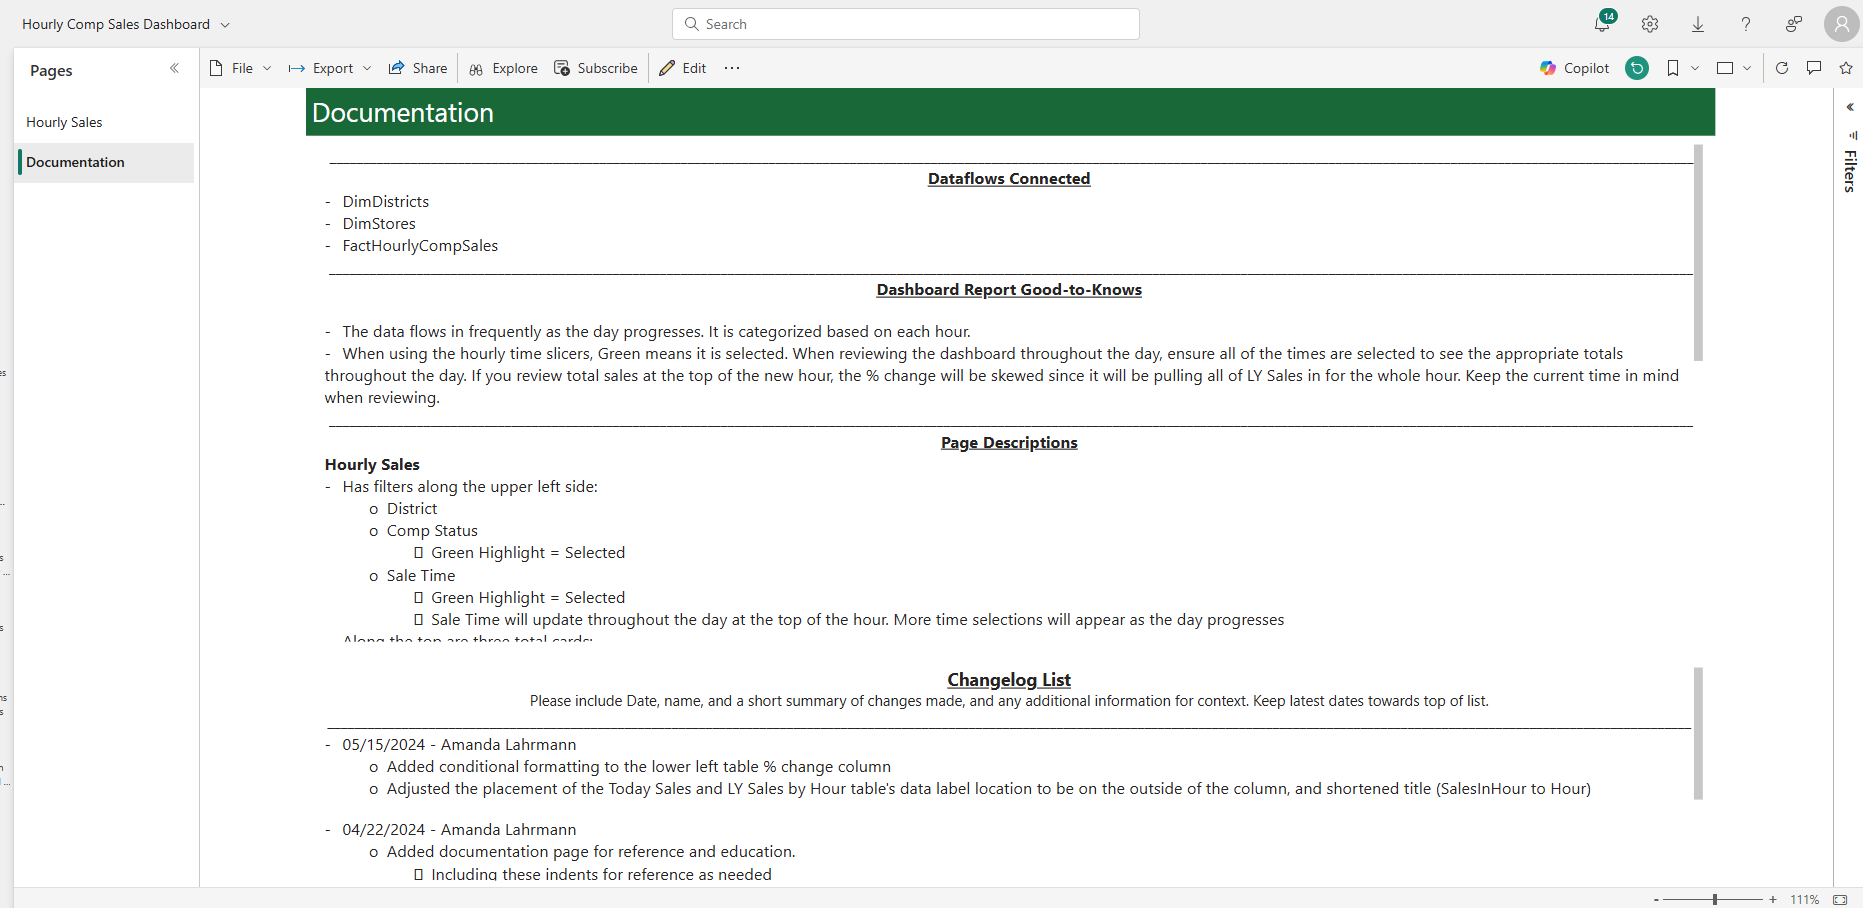 Hourly Comp Sales Dashboard
Search
14
Pages
File
Export
Share
Explore
Subscribe
Edit
Copilot
Hourly Sales
Documentation
Documentation
Filters
Dataflows Connected
- DimDistricts
- DimStores
- FactHourlyCompSales
Dashboard Report Good-to-Knows
- The data flows in frequently as the day progresses. It is categorized based on each hour.
- When using the hourly time slicers, Green means it is selected. When reviewing the dashboard throughout the day, ensure all of the times are selected to see the appropriate totals
throughout the day. If you review total sales at the top of the new hour, the % change will be skewed since it will be pulling all of LY Sales in for the whole hour. Keep the current time in mind
when reviewing.
Page Descriptions
Hourly Sales
- Has filters along the upper left side:
o District
o Comp Status
▯ Green Highlight = Selected
o Sale Time
▯ Green Highlight = Selected
▯ Sale Time will update throughout the day at the top of the hour. More time selections will appear as the day progresses
Along the top are three total cards:
Changelog List
Please include Date, name, and a short summary of changes made, and any additional information for context. Keep latest dates towards top of list.
- 05/15/2024 - Amanda Lahrmann
o Added conditional formatting to the lower left table % change column
o Adjusted the placement of the Today Sales and LY Sales by Hour table's data label location to be on the outside of the column, and shortened title (SalesInHour to Hour)
- 04/22/2024 - Amanda Lahrmann
o Added documentation page for reference and education.
▯ Including these indents for reference as needed
- + 111%